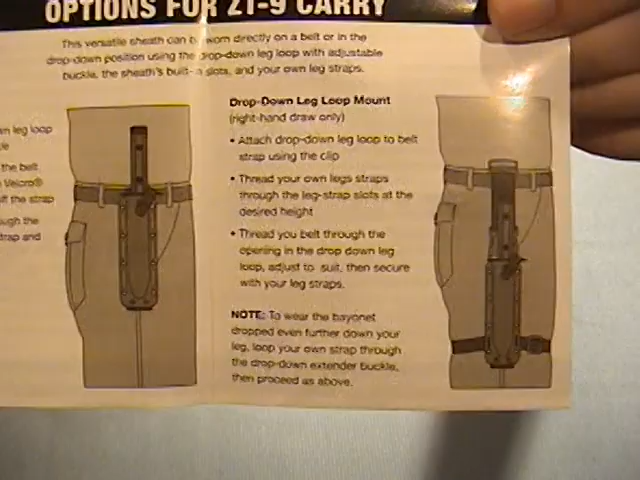 OPTIONS FOR ZT-9 CARRY
This versatile sheath can be worn directly on a belt or in the
drop-down position using the drop-down leg loop with adjustable
buckle, the sheath's built-in slots, and your own leg straps.
Drop-Down Leg Loop Mount
(right-hand draw only)
• Attach drop-down leg loop to belt
strap using the clip
• Thread your own legs straps
through the leg-strap slots at the
desired height
• Thread you belt through the
opening in the drop down leg
loop, adjust to suit, then secure
with your leg straps.
NOTE: To wear the bayonet
dropped even further down your
leg, loop your own strap through
the drop-down extender buckle,
then proceed as above.
wn leg loop
the belt
Velcro®
the strap
ugh the
trap and